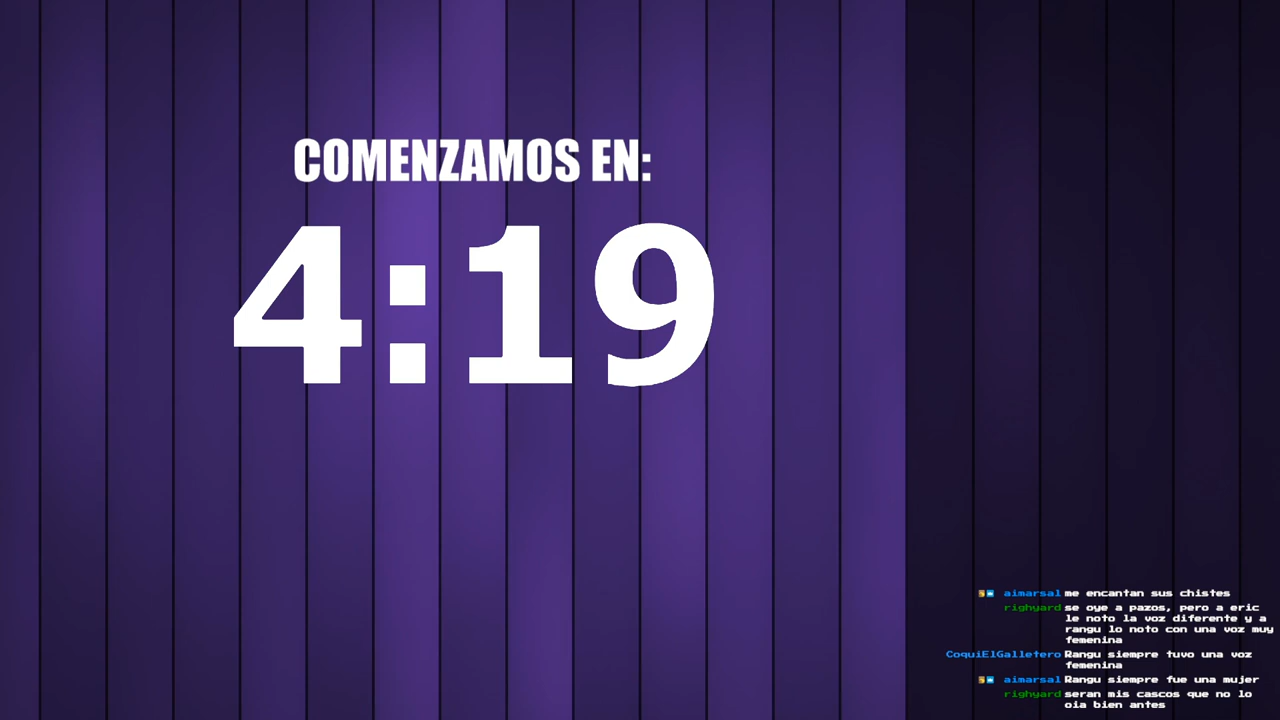 COMENZAMOS EN:
4:19
aimarsal me encantan sus chistes
righyard se oye a pazos, pero a eric
le noto la voz diferente y a
rangu lo noto con una voz muy
femenina
CoquiElGalletero Rangu siempre tuvo una voz
femenina
aimarsal Rangu siempre fue una mujer
righyard seran mis cascos que no lo
oia bien antes